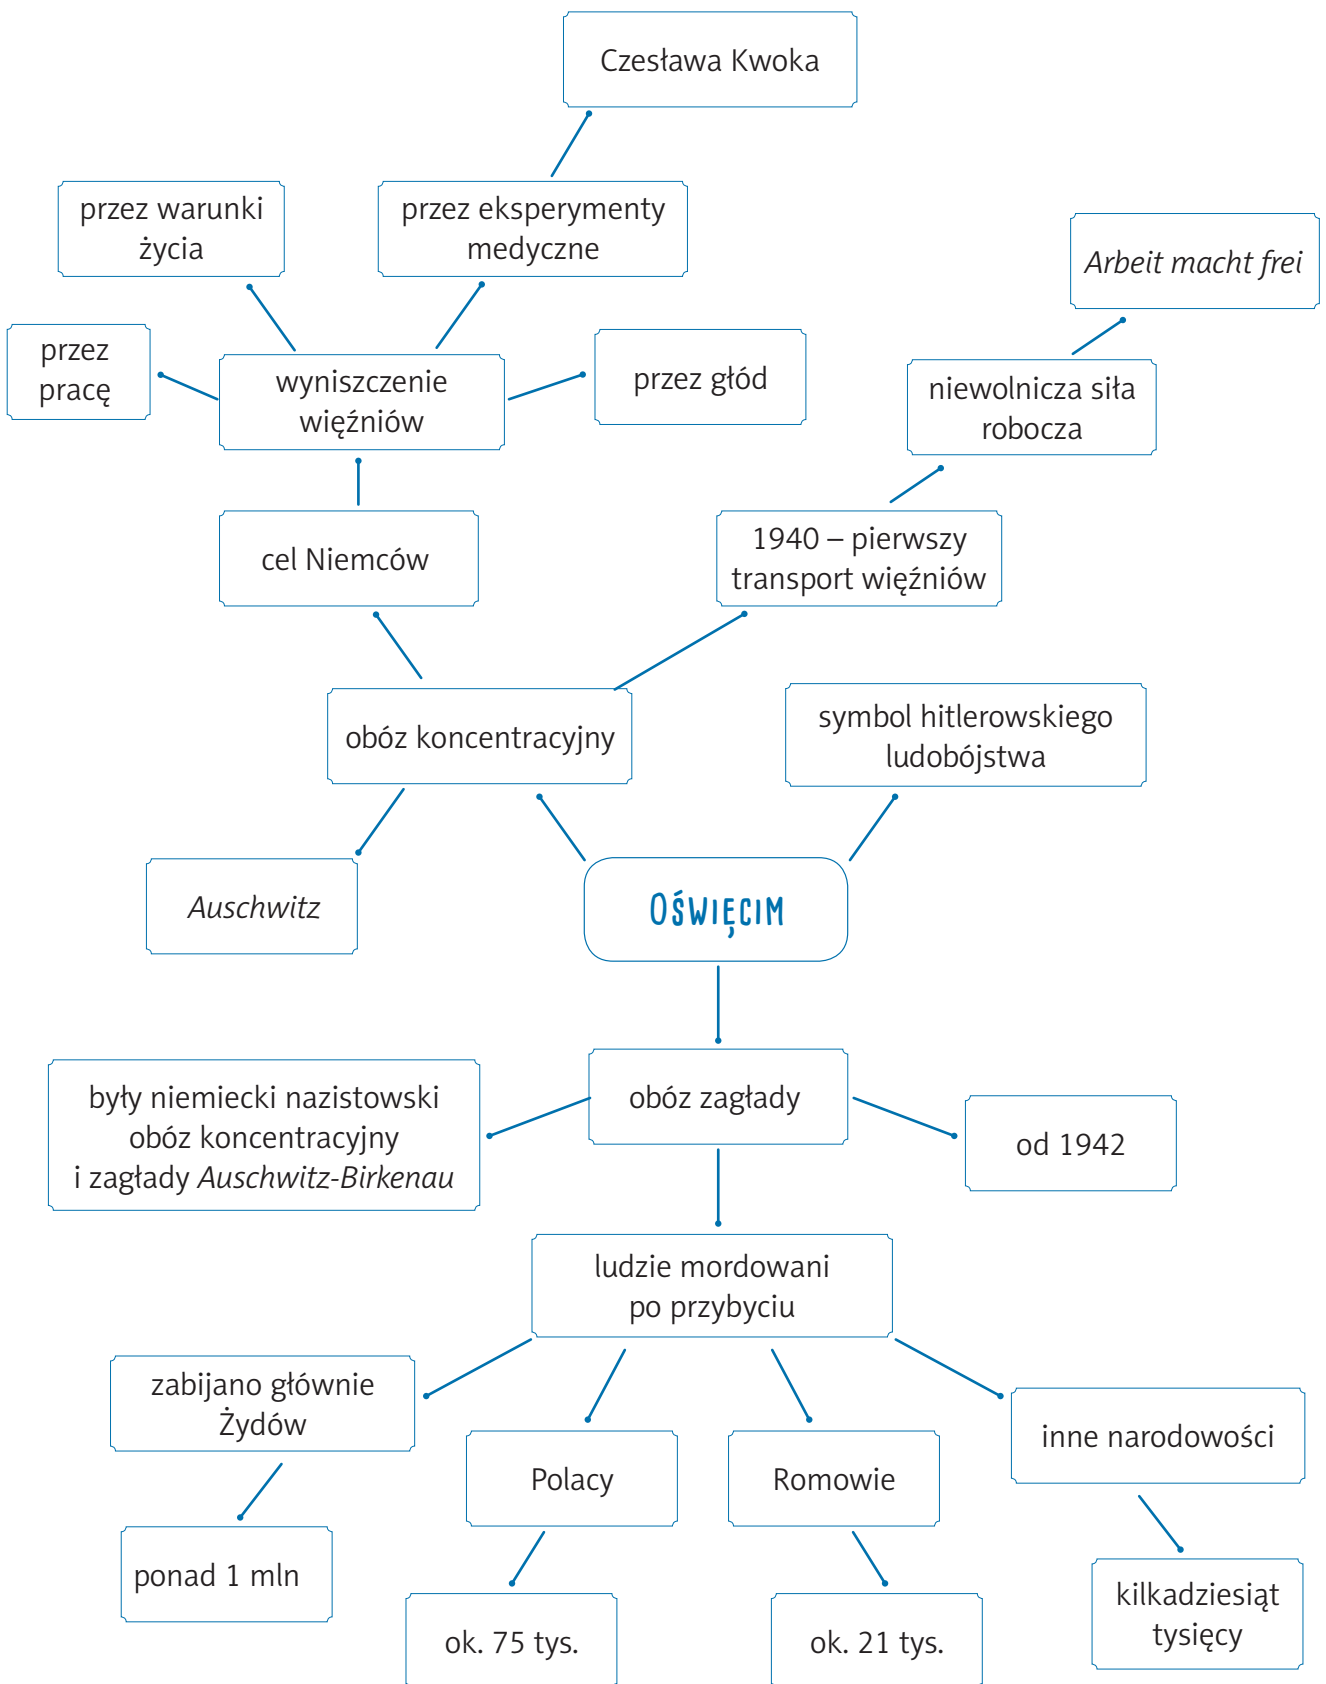 Czesława Kwoka
przez warunki
życia
przez eksperymenty
medyczne
Arbeit macht frei
przez
pracę
wyniszczenie
więźniów
przez głód
niewolnicza siła
robocza
cel Niemców
1940 – pierwszy
transport więźniów
obóz koncentracyjny
symbol hitlerowskiego
ludobójstwa
Auschwitz
OŚWIĘCIM
były niemiecki nazistowski
obóz koncentracyjny
i zagłady Auschwitz-Birkenau
obóz zagłady
od 1942
ludzie mordowani
po przybyciu
zabijano głównie
Żydów
Polacy
Romowie
inne narodowości
ponad 1 mln
ok. 75 tys.
ok. 21 tys.
kilkadziesiąt
tysięcy